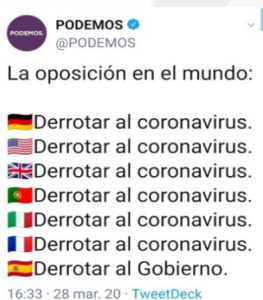 PODEMOS.
PODEMOS
@PODEMOS
La oposición en el mundo:
🇩🇪Derrotar al coronavirus.
🇺🇸Derrotar al coronavirus.
🇬🇧Derrotar al coronavirus.
🇵🇹Derrotar al coronavirus.
🇮🇹Derrotar al coronavirus.
🇫🇷Derrotar al coronavirus.
🇪🇸Derrotar al Gobierno.
16:33 · 28 mar. 20 · TweetDeck